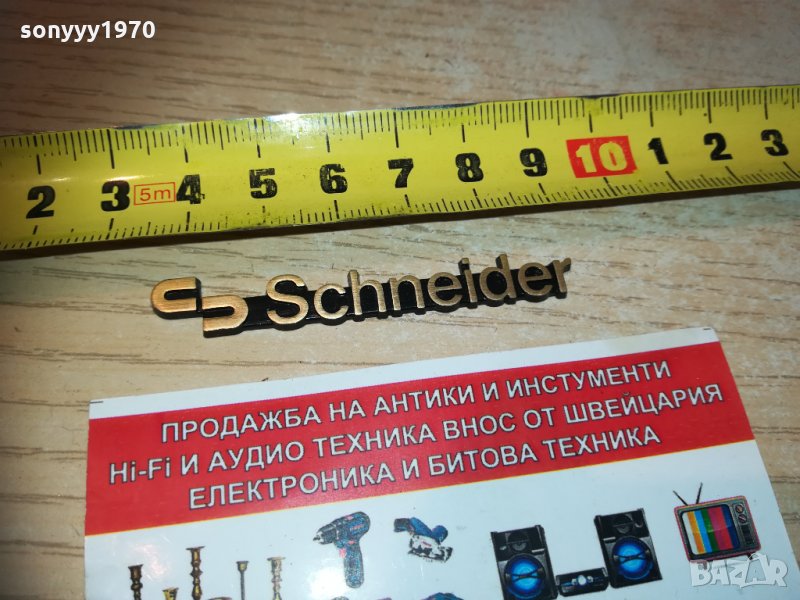 sonyyy1970
2 3 5m 4 5 6 7 8 9 10 1 2 3
Schneider
ПРОДАЖБА НА АНТИКИ И ИНСТУМЕНТИ
Hi-Fi И АУДИО ТЕХНИКА ВНОС ОТ ШВЕЙЦАРИЯ
ЕЛЕКТРОНИКА И БИТОВА ТЕХНИКА
BAZAR